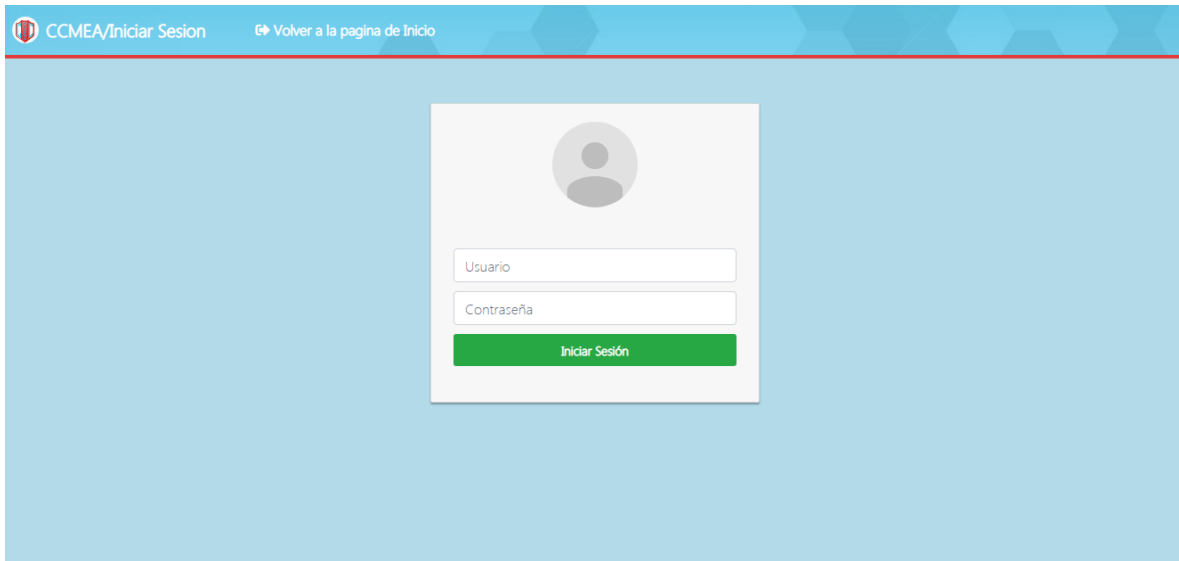 CCMEA/Iniciar Sesion
Volver a la pagina de Inicio
Usuario
Contraseña
Iniciar Sesión